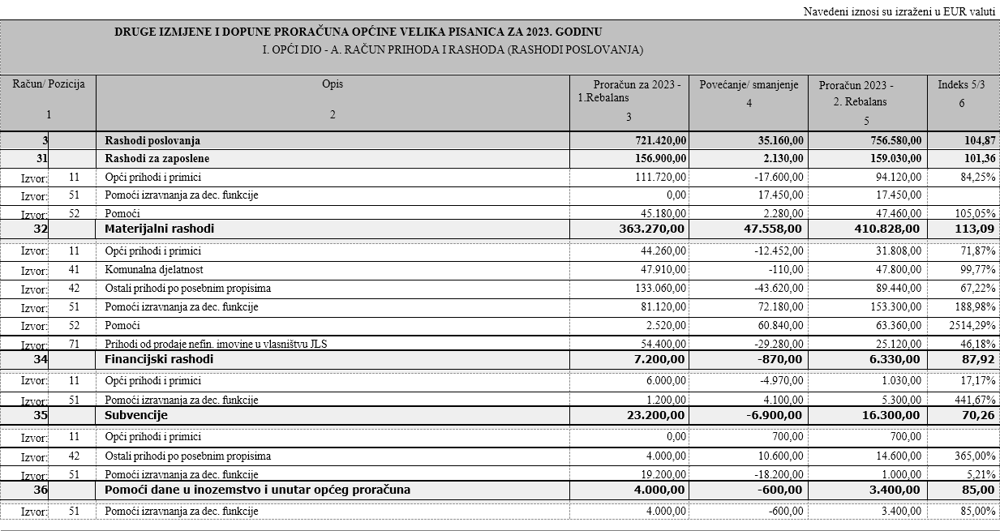 Navedeni iznosi su izraženi u EUR valuti
DRUGE IZMJENE I DOPUNE PRORAČUNA OPĆINE VELIKA PISANICA ZA 2023. GODINU
I. OPĆI DIO - A. RAČUN PRIHODA I RASHODA (RASHODI POSLOVANJA)
Račun/ Pozicija Opis Proračun za 2023 - Povećanje/ smanjenje Proračun 2023 - Indeks 5/3
1.Rebalans 2. Rebalans
1 2 3 4 5 6
3 Rashodi poslovanja 721.420,00 35.160,00 756.580,00 104,87
31 Rashodi za zaposlene 156.900,00 2.130,00 159.030,00 101,36
Izvor: 11 Opći prihodi i primici 111.720,00 -17.600,00 94.120,00 84,25%
Izvor: 51 Pomoći izravnanja za dec. funkcije 0,00 17.450,00 17.450,00
Izvor: 52 Pomoći 45.180,00 2.280,00 47.460,00 105,05%
32 Materijalni rashodi 363.270,00 47.558,00 410.828,00 113,09
Izvor: 11 Opći prihodi i primici 44.260,00 -12.452,00 31.808,00 71,87%
Izvor: 41 Komunalna djelatnost 47.910,00 -110,00 47.800,00 99,77%
Izvor: 42 Ostali prihodi po posebnim propisima 133.060,00 -43.620,00 89.440,00 67,22%
Izvor: 51 Pomoći izravnanja za dec. funkcije 81.120,00 72.180,00 153.300,00 188,98%
Izvor: 52 Pomoći 2.520,00 60.840,00 63.360,00 2514,29%
Izvor: 71 Prihodi od prodaje nefin. imovine u vlasništvu JLS 54.400,00 -29.280,00 25.120,00 46,18%
34 Financijski rashodi 7.200,00 -870,00 6.330,00 87,92
Izvor: 11 Opći prihodi i primici 6.000,00 -4.970,00 1.030,00 17,17%
Izvor: 51 Pomoći izravnanja za dec. funkcije 1.200,00 4.100,00 5.300,00 441,67%
35 Subvencije 23.200,00 -6.900,00 16.300,00 70,26
Izvor: 11 Opći prihodi i primici 0,00 700,00 700,00
Izvor: 42 Ostali prihodi po posebnim propisima 4.000,00 10.600,00 14.600,00 365,00%
Izvor: 51 Pomoći izravnanja za dec. funkcije 19.200,00 -18.200,00 1.000,00 5,21%
36 Pomoći dane u inozemstvo i unutar općeg proračuna 4.000,00 -600,00 3.400,00 85,00
Izvor: 51 Pomoći izravnanja za dec. funkcije 4.000,00 -600,00 3.400,00 85,00%